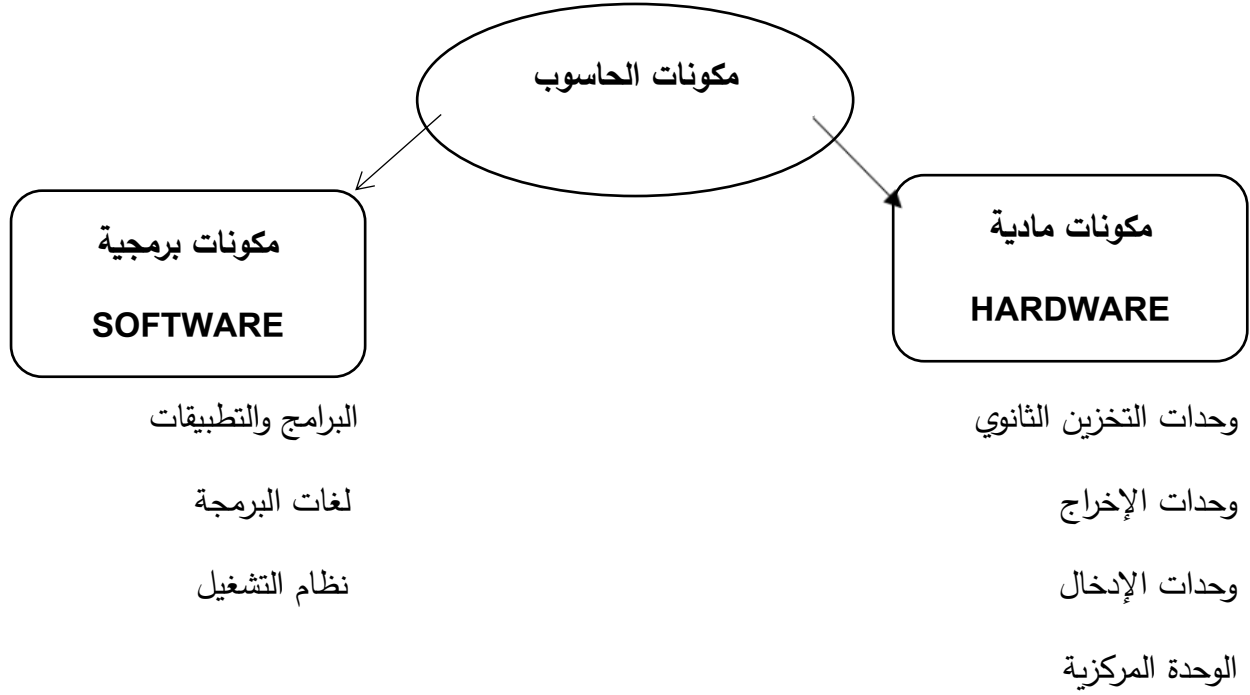 مكونات الحاسوب
مكونات مادية
HARDWARE
وحدات التخزين الثانوي
وحدات الإخراج
وحدات الإدخال
الوحدة المركزية
مكونات برمجية
SOFTWARE
البرامج والتطبيقات
لغات البرمجة
نظام التشغيل